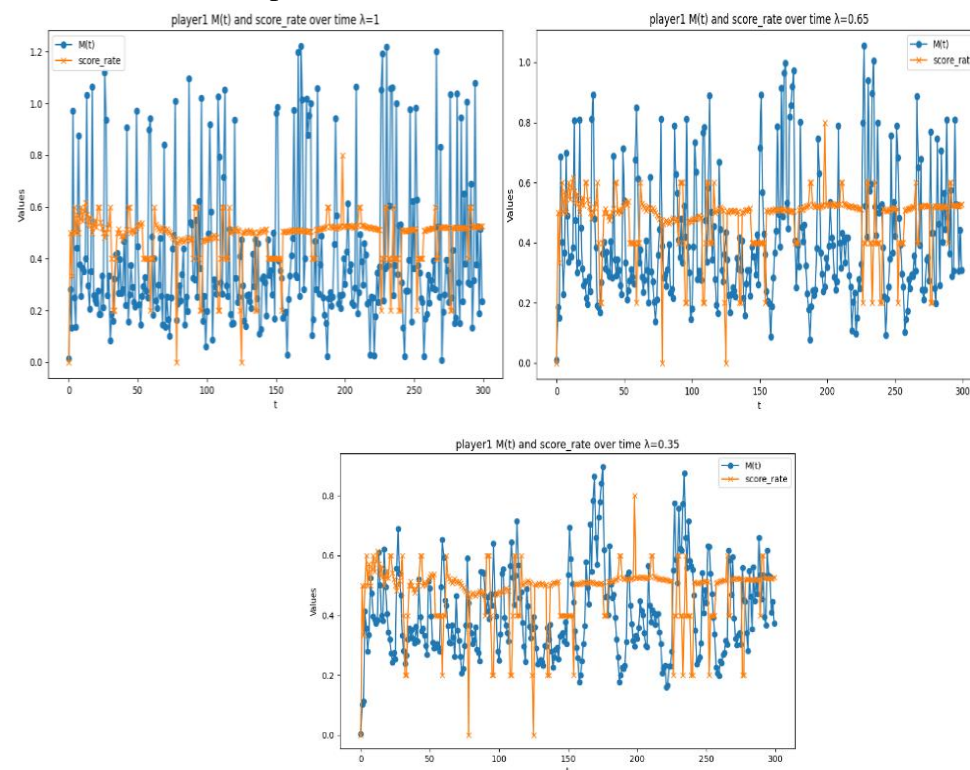 player1 M(t) and score_rate over time λ=1
M(t)
score_rate
Values
1.2
1.0
0.8
0.6
0.4
0.2
0.0
0 50 100 150 200 250 300
t
player1 M(t) and score_rate over time λ=0.65
M(t)
score_rate
Values
1.0
0.8
0.6
0.4
0.2
0.0
0 50 100 150 200 250 300
t
player1 M(t) and score_rate over time λ=0.35
M(t)
score_rate
Values
0.8
0.6
0.4
0.2
0.0
0 50 100 150 200 250 300